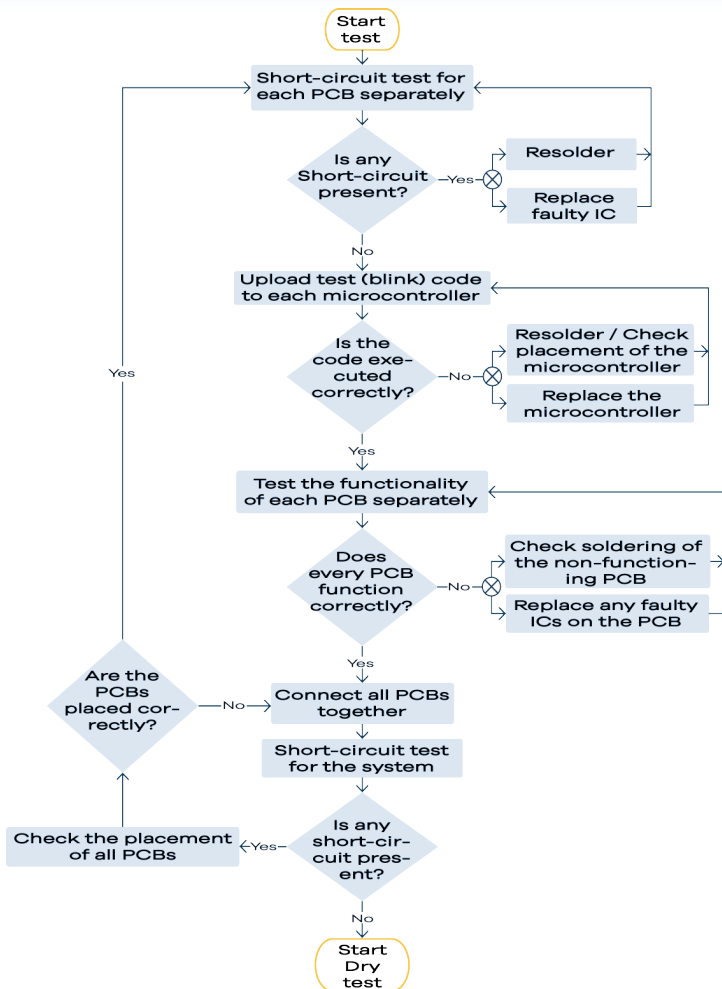 Start
test
Short-circuit test for
each PCB separately
Is any
Short-circuit
present?
Yes
Resolder
Replace
faulty IC
No
Upload test (blink) code
to each microcontroller
Is the
code exe-
cuted
correctly?
No
Resolder / Check
placement of the
microcontroller
Replace the
microcontroller
Yes
Yes
Test the functionality
of each PCB separately
Does
every PCB
function
correctly?
No
Check soldering of
the non-function-
ing PCB
Replace any faulty
ICs on the PCB
Yes
Are the
PCBs
placed cor-
rectly?
No
Connect all PCBs
together
Short-circuit test
for the system
Is any
short-cir-
cuit pres-
ent?
Yes
Check the placement
of all PCBs
No
Start
Dry
test